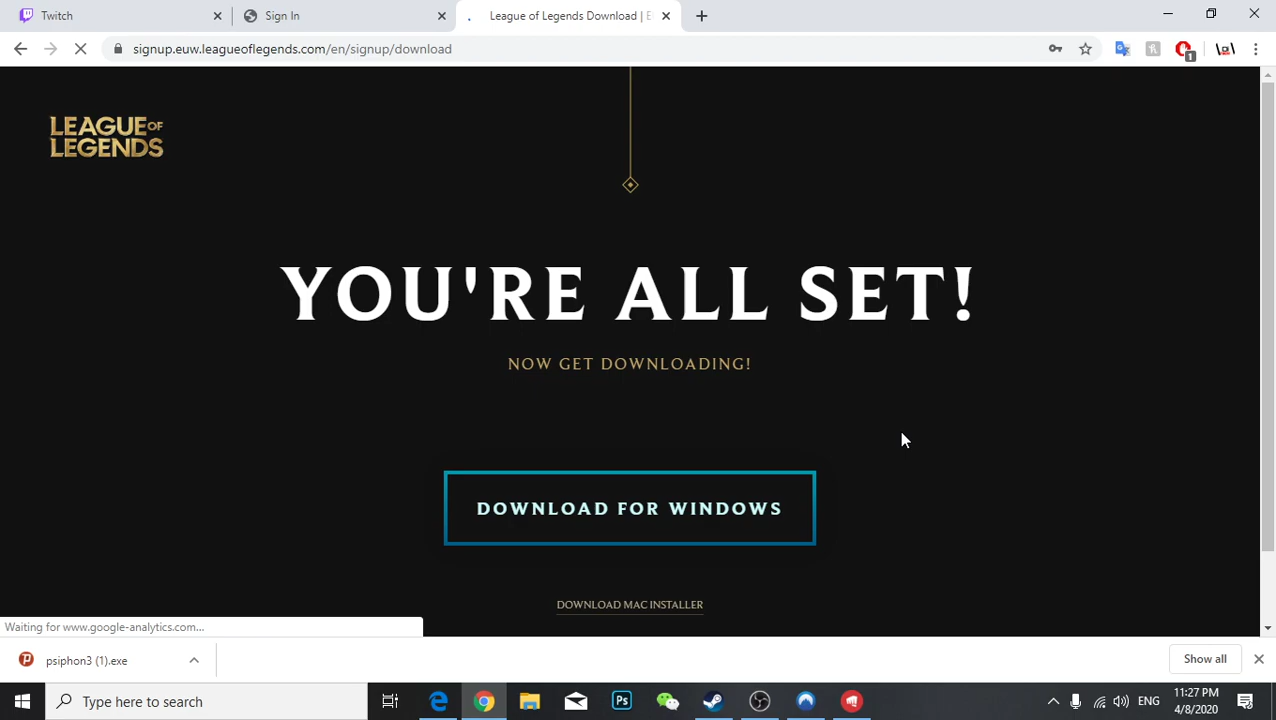 Twitch
Sign In
League of Legends Download |
signup.euw.leagueoflegends.com/en/signup/download
1
LEAGUE OF
LEGENDS
YOU'RE ALL SET!
NOW GET DOWNLOADING!
DOWNLOAD FOR WINDOWS
DOWNLOAD MAC INSTALLER
Waiting for www.google-analytics.com...
psiphon3 (1).exe
Show all
Type here to search
Ps
ENG
11:27 PM
4/8/2020